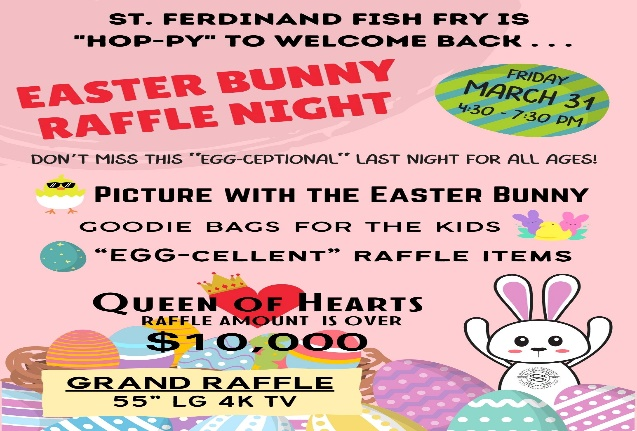 ST. FERDINAND FISH FRY IS
"HOP-PY" TO WELCOME BACK . . .
EASTER BUNNY
RAFFLE NIGHT
FRIDAY
MARCH 31
4:30 - 7:30 PM
DON'T MISS THIS "EGG-CEPTIONAL" LAST NIGHT FOR ALL AGES!
PICTURE WITH THE EASTER BUNNY
GOODIE BAGS FOR THE KIDS
"EGG-CELLENT" RAFFLE ITEMS
QUEEN OF HEARTS
RAFFLE AMOUNT IS OVER
$10,000
GRAND RAFFLE
55" LG 4K TV